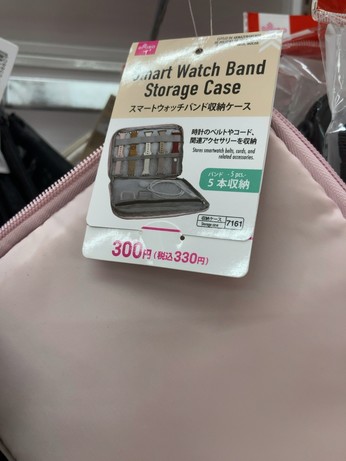 Smart Watch Band
Storage Case
スマートウォッチバンド収納ケース
時計のベルトやコード、
関連アクセサリーを収納
Stores smartwatch belts, cords, and
related accessories.
バンド -5 pcs.-
5本収納
収納ケース
Storage case
7161
300円(税込330円)